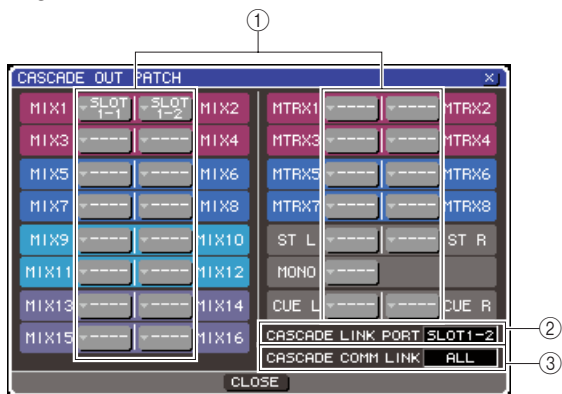 ①
CASCADE OUT PATCH ×
MIX1 SLOT 1-1 SLOT 1-2 MIX2 MTRX1 ---- ---- MTRX2
MIX3 ---- ---- MIX4 MTRX3 ---- ---- MTRX4
MIX5 ---- ---- MIX6 MTRX5 ---- ---- MTRX6
MIX7 ---- ---- MIX8 MTRX7 ---- ---- MTRX8
MIX9 ---- ---- MIX10 ST L ---- ---- ST R
MIX11 ---- ---- MIX12 MONO ----
MIX13 ---- ---- MIX14 CUE L ---- ---- CUE R
MIX15 ---- ---- MIX16 CASCADE LINK PORT SLOT1-2 ②
CASCADE COMM LINK ALL ③
CLOSE